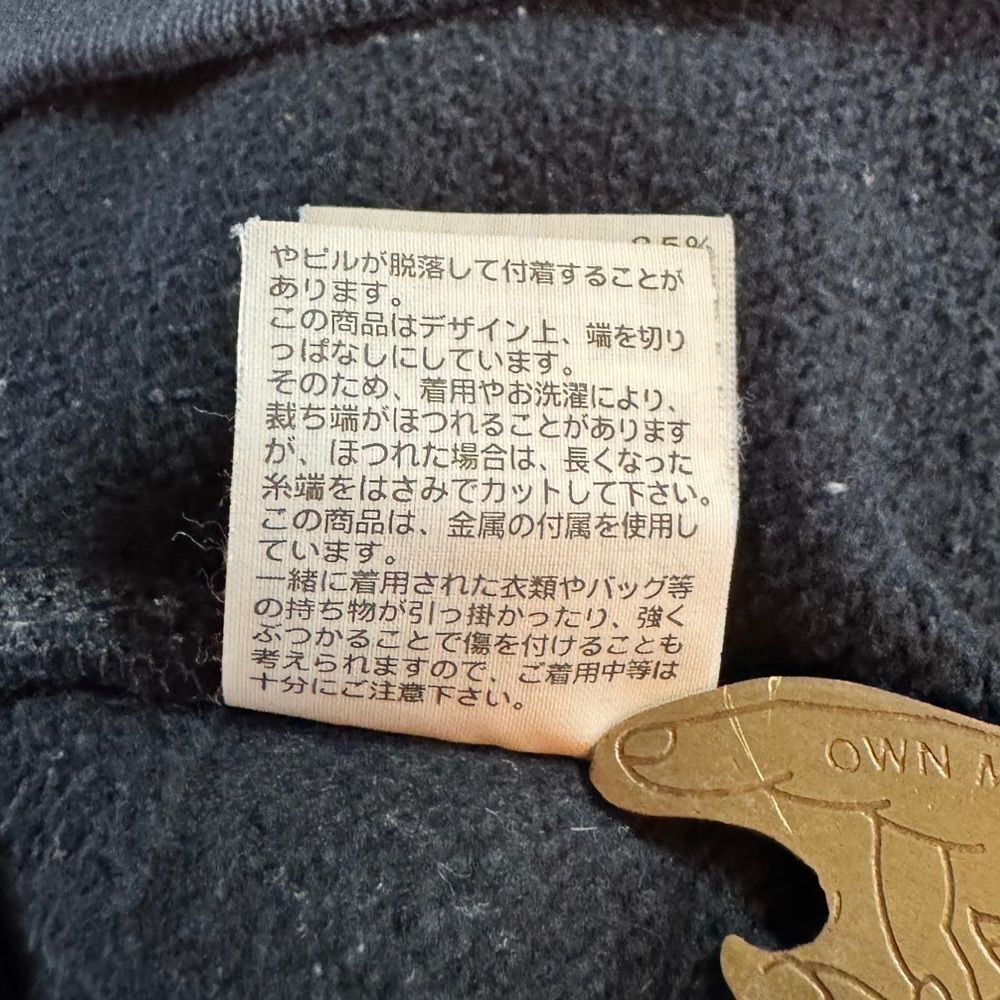 35%
やピルが脱落して付着することが
あります。
この商品はデザイン上、端を切り
っぱなしにしています。
そのため、着用やお洗濯により、
裁ち端がほつれることがあります
が、ほつれた場合は、長くなった
糸端をはさみでカットして下さい。
この商品は、金属の付属を使用し
ています。
一緒に着用された衣類やバッグ等
の持ち物が引っ掛かったり、強く
ぶつかることで傷を付けることも
考えられますので、ご着用中等は
十分にご注意下さい。
OWN